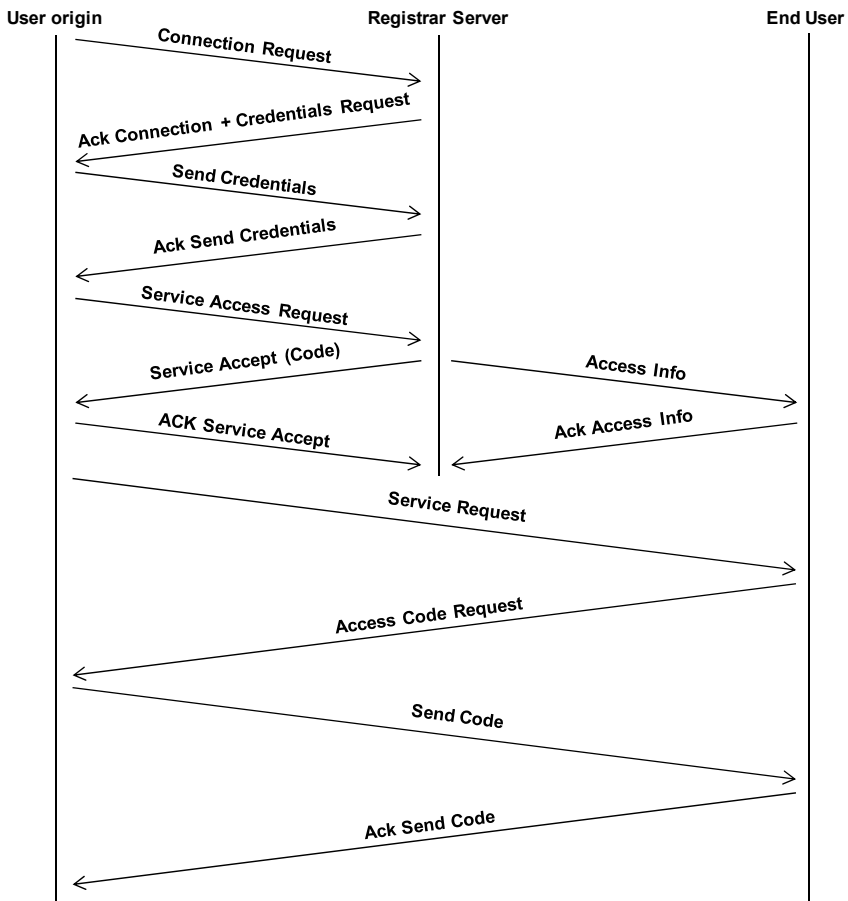 User origin
Registrar Server
End User
Connection Request
Ack Connection + Credentials Request
Send Credentials
Ack Send Credentials
Service Access Request
Service Accept (Code)
Access Info
ACK Service Accept
Ack Access Info
Service Request
Access Code Request
Send Code
Ack Send Code